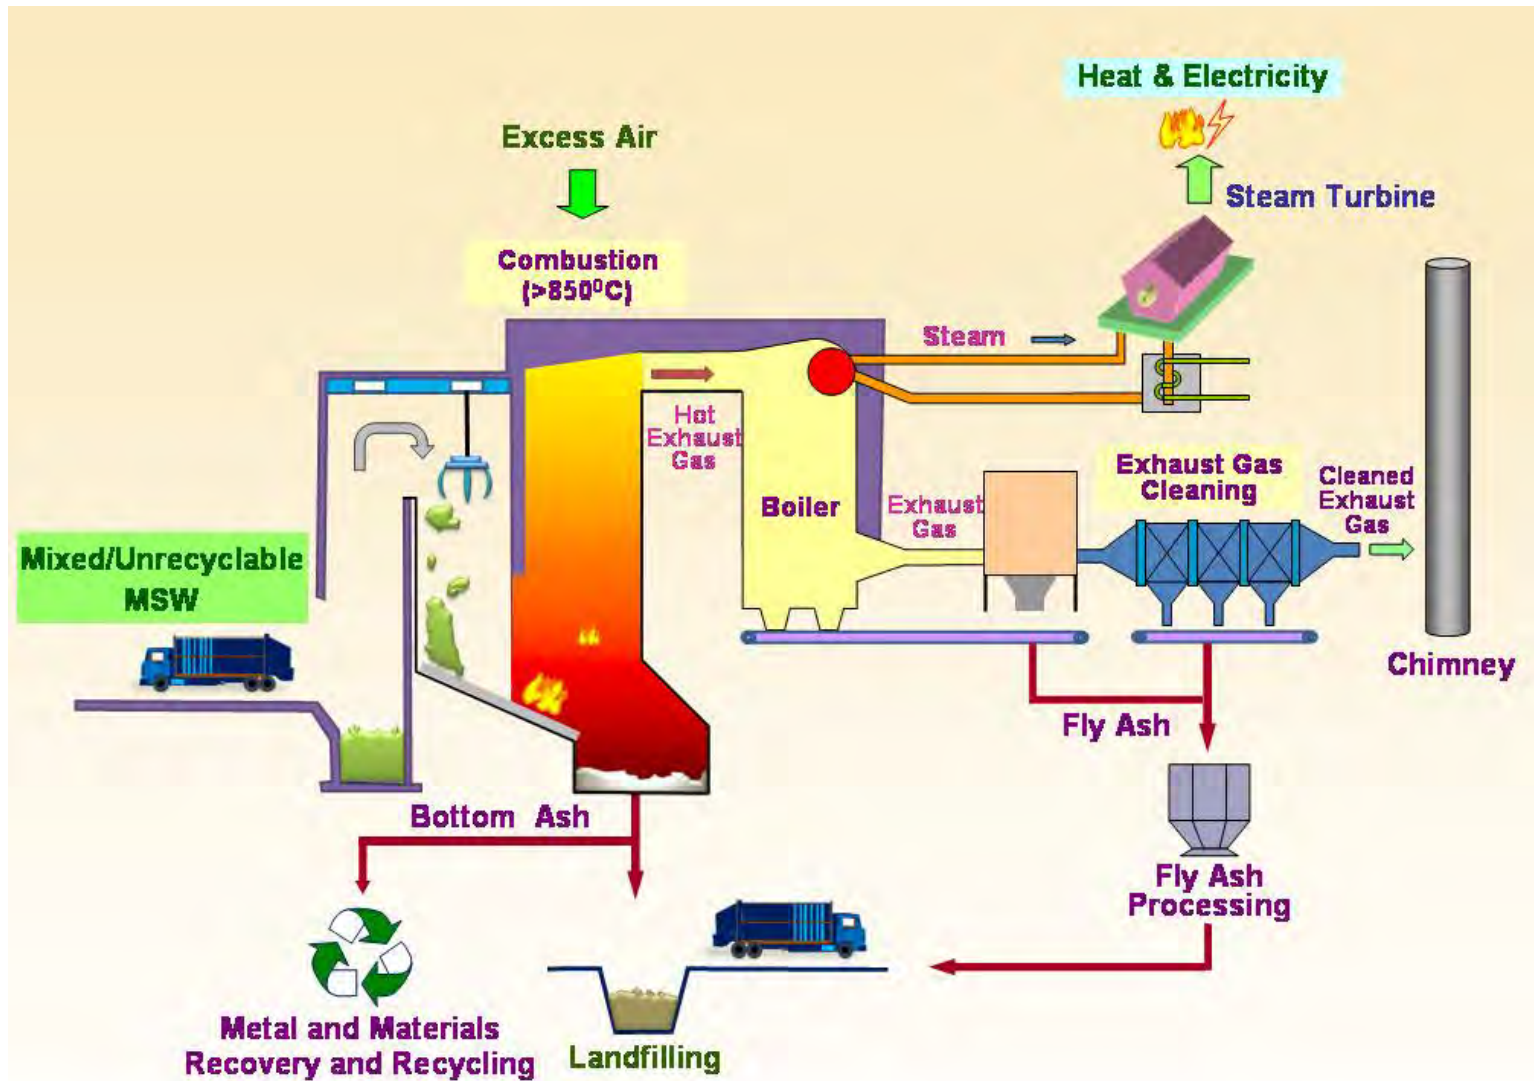 Heat & Electricity
Excess Air
Steam Turbine
Combustion
(>850⁰C)
Steam
Hot
Exhaust
Gas
Boiler
Exhaust
Gas
Exhaust Gas
Cleaning
Cleaned
Exhaust
Gas
Mixed/Unrecyclable
MSW
Chimney
Fly Ash
Bottom Ash
Fly Ash
Processing
Metal and Materials
Recovery and Recycling
Landfilling